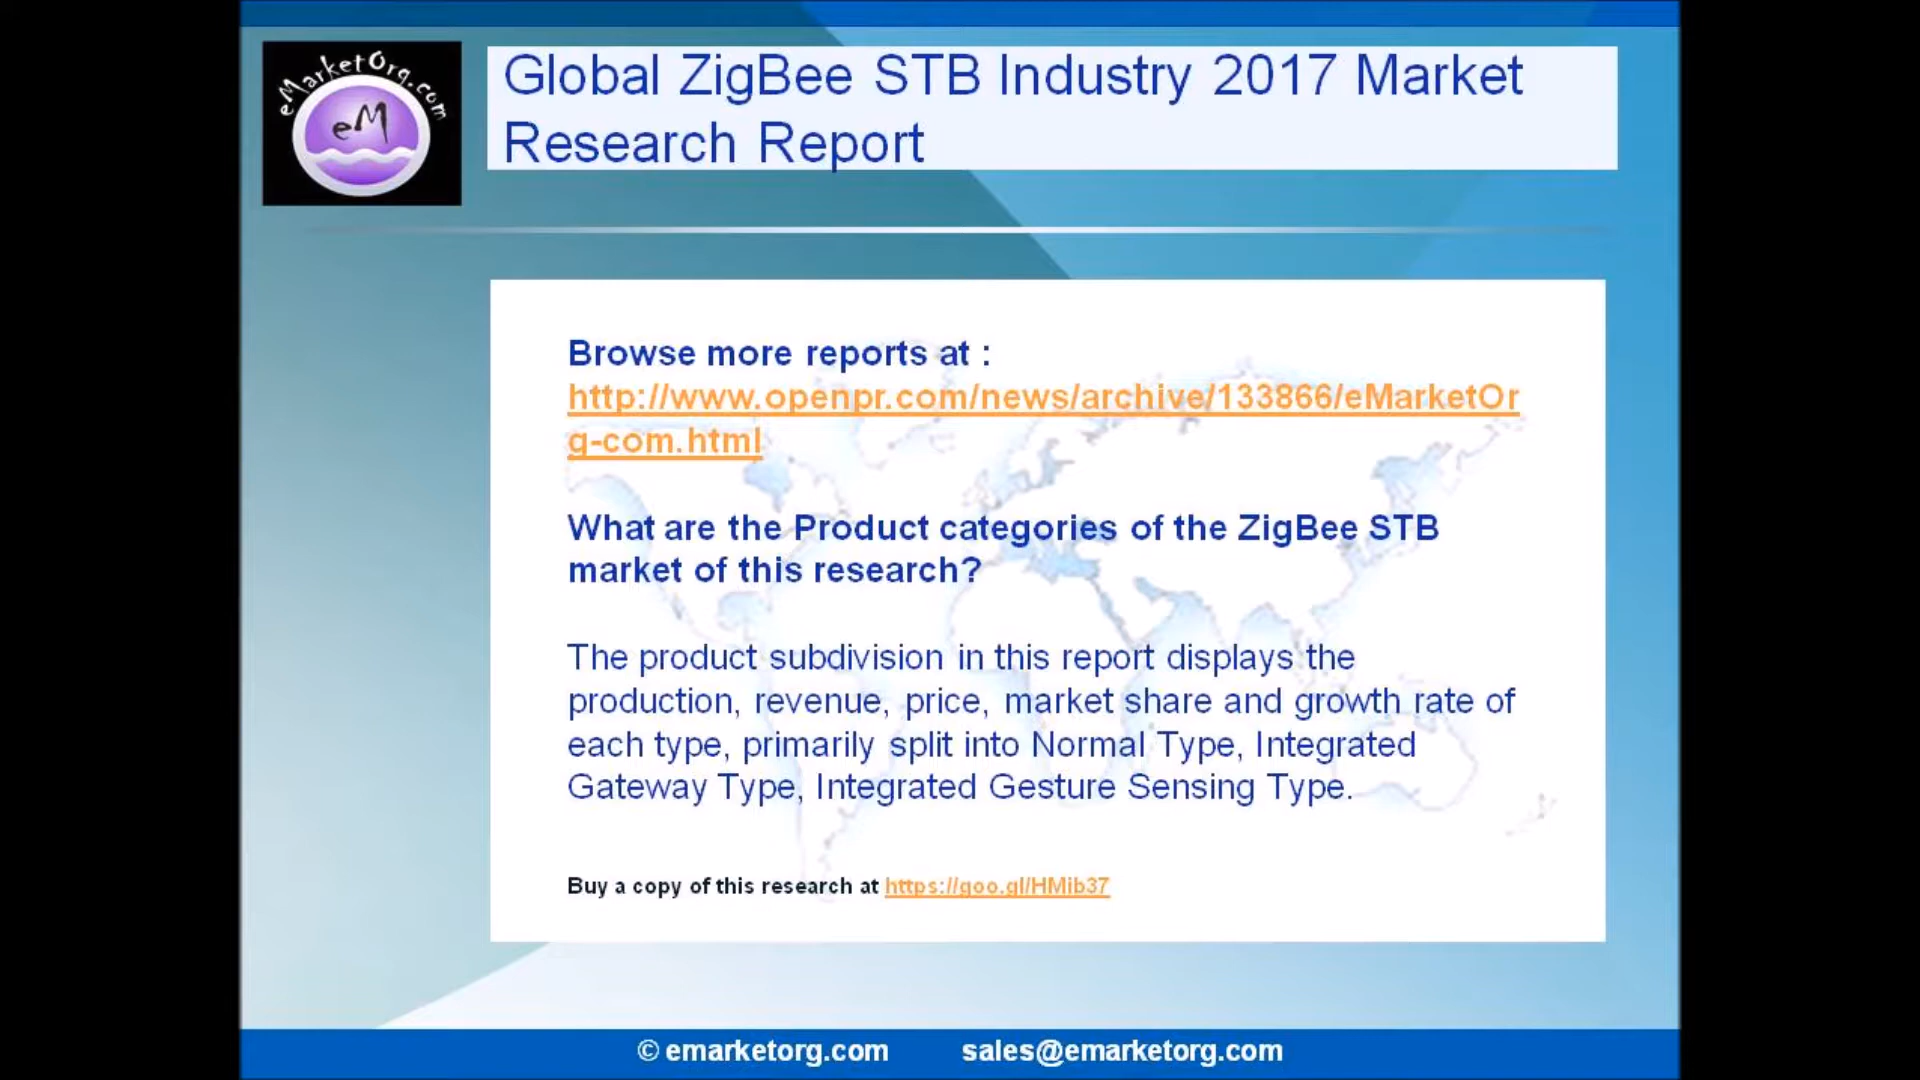 eMarketOrg.com
eM
Global ZigBee STB Industry 2017 Market
Research Report
Browse more reports at :
http://www.openpr.com/news/archive/133866/eMarketOr
g-com.html
What are the Product categories of the ZigBee STB
market of this research?
The product subdivision in this report displays the
production, revenue, price, market share and growth rate of
each type, primarily split into Normal Type, Integrated
Gateway Type, Integrated Gesture Sensing Type.
Buy a copy of this research at https://goo.gl/HMib37
© emarketorg.com sales@emarketorg.com